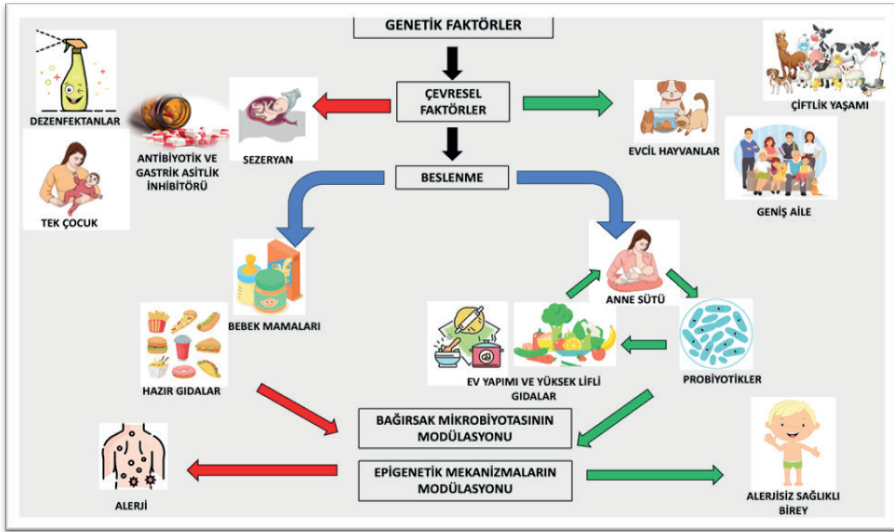 GENETİK FAKTÖRLER
ÇEVRESEL
FAKTÖRLER
DEZENFEKTANLAR
ANTİBİYOTİK VE
GASTRİK ASİTLİK
İNHİBİTÖRÜ
SEZERYAN
TEK ÇOCUK
EVCİL HAYVANLAR
ÇİFTLİK YAŞAMI
GENİŞ AİLE
BESLENME
BEBEK MAMALARI
HAZIR GIDALAR
ANNE SÜTÜ
EV YAPIMI VE YÜKSEK LİFLİ
GIDALAR
PROBİYOTİKLER
BAĞIRSAK MİKROBİYOTASININ
MODÜLASYONU
EPİGENETİK MEKANİZMALARIN
MODÜLASYONU
ALERJİ
ALERJİSİZ SAĞLIKLI
BİREY